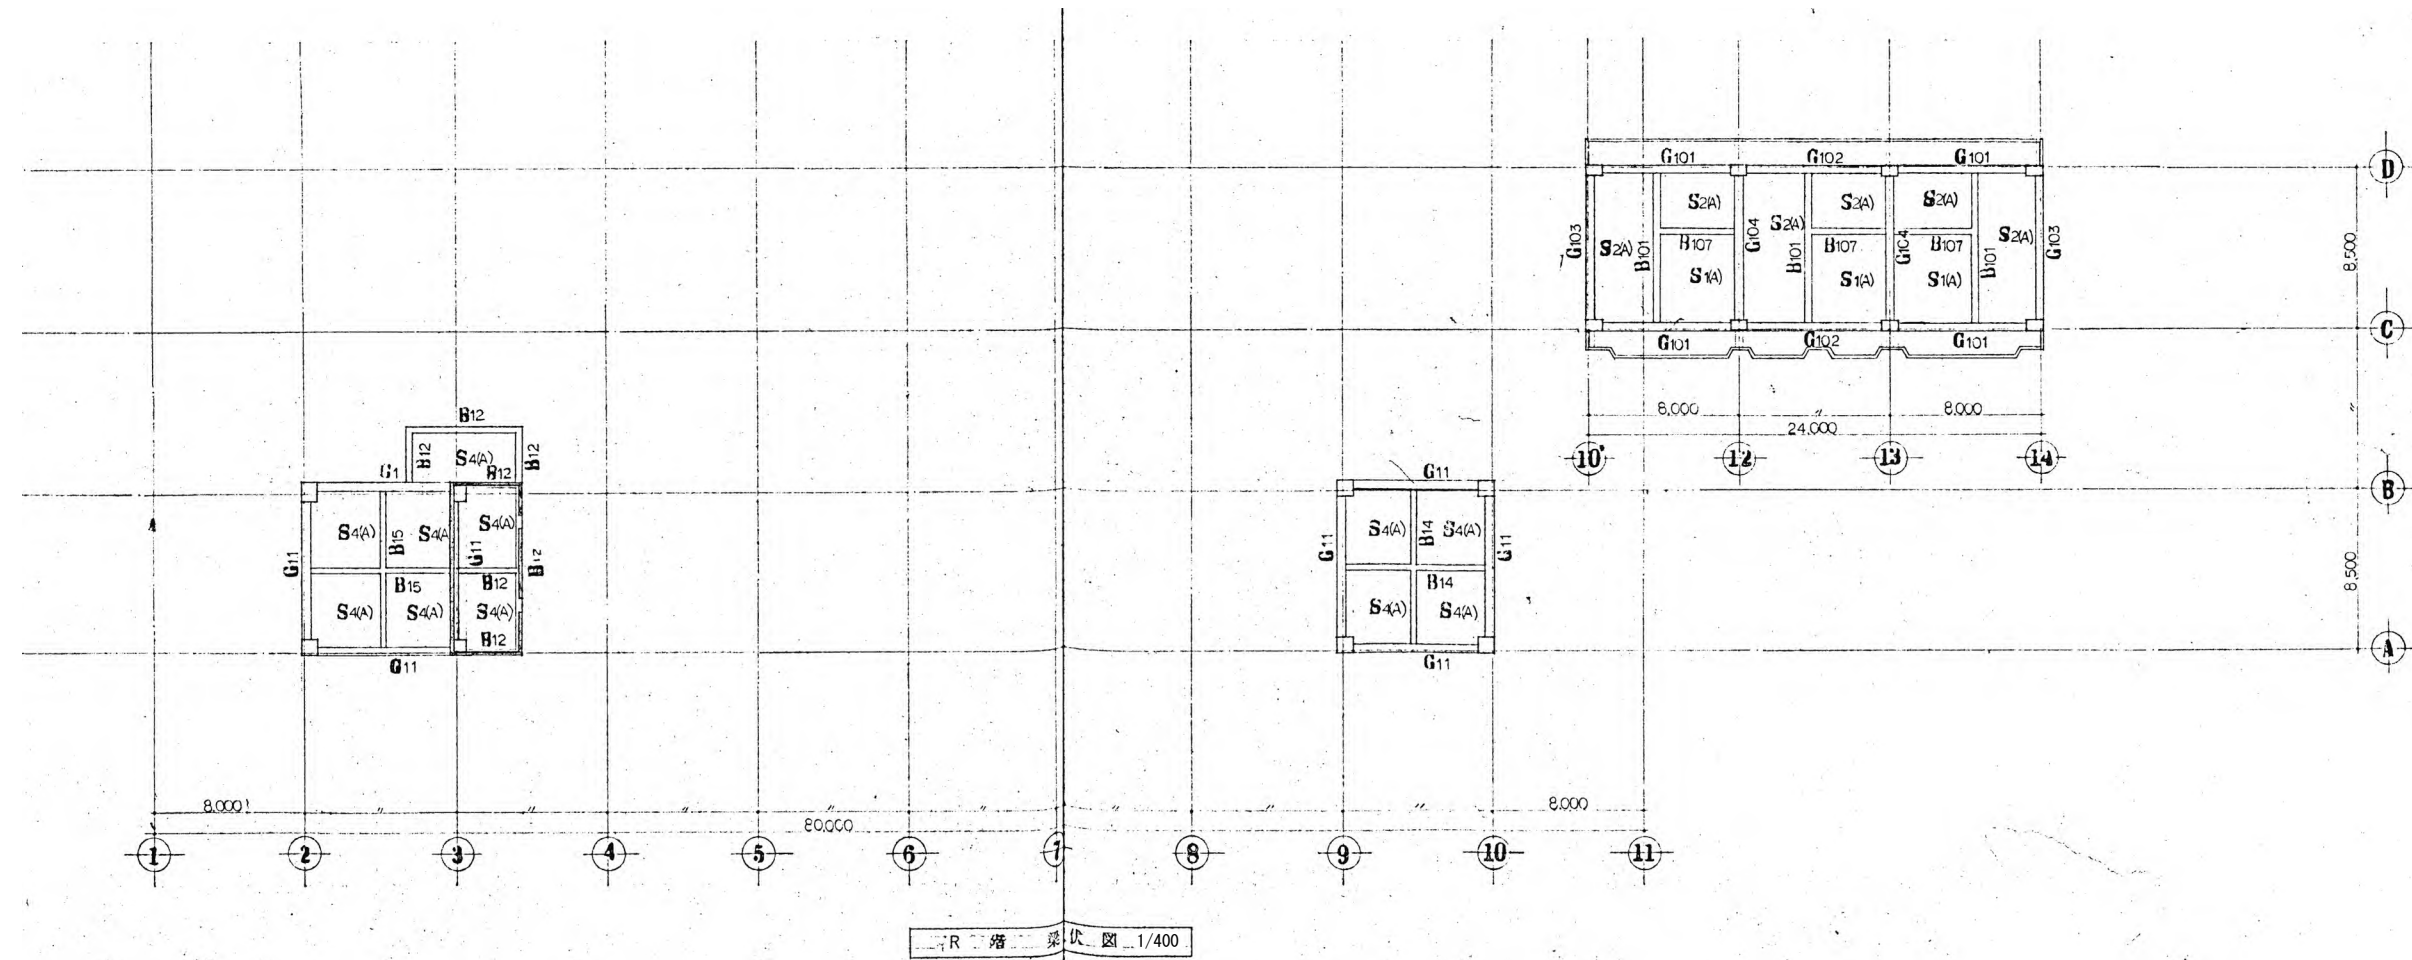 G101 G102 G101
D
S2(A) S2(A) S2(A)
G103 S2(A) B101 B107 G104 S2(A) B101 B107 G104 B107 B101 S2(A) G103
S1(A) S1(A) S1(A)
8,500
C
G101 G102 G101
8,000 〃 8,000
24,000
10' 12 13 14
〃
B12
B12 S4(A) B12
G1 B12
G11
B
S4(A) B15 S4(A S4(A)
G11 G11 B12
B15 B12
S4(A) S4(A) S4(A)
B12
G11
S4(A) B14 S4(A)
G11 G11
B14
S4(A) S4(A)
G11
8,500
A
8,000 〃 〃 〃 〃 〃 〃 〃 〃 8,000
80,000
1 2 3 4 5 6 7 8 9 10 11
R 階 梁 伏 図 1/400